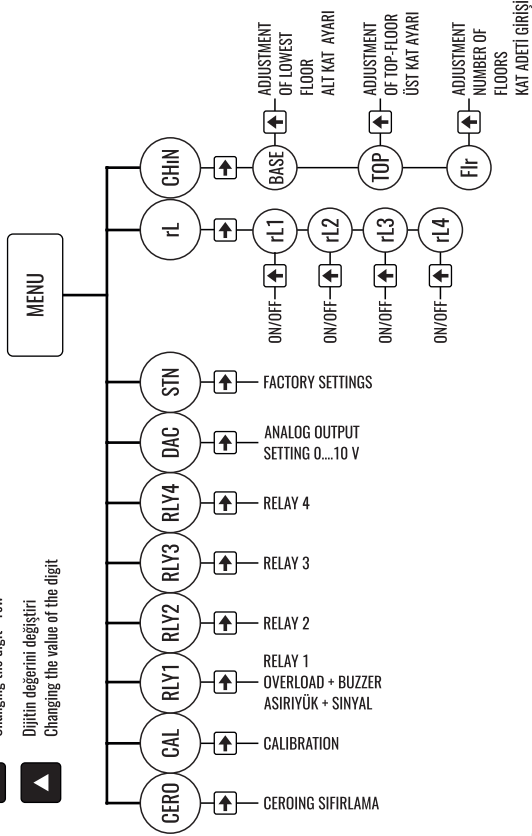 Dijitin değerini değiştiri
Changing the value of the digit
MENU
CERO
CAL
RLY1
RLY2
RLY3
RLY4
DAC
STN
rL
CHiN
CEROING SIFIRLAMA
CALIBRATION
RELAY 1
OVERLOAD + BUZZER
ASIRIYÜK + SINYAL
RELAY 2
RELAY 3
RELAY 4
ANALOG OUTPUT
SETTING 0....10 V
FACTORY SETTINGS
ON/OFF
rL1
ON/OFF
rL2
ON/OFF
rL3
ON/OFF
rL4
BASE
ADJUSTMENT
OF LOWEST
FLOOR
ALT KAT AYARI
TOP
ADJUSTMENT
OF TOP-FLOOR
ÜST KAT AYARI
Flr
ADJUSTMENT
NUMBER OF
FLOORS
KAT ADETİ GİRİSİ